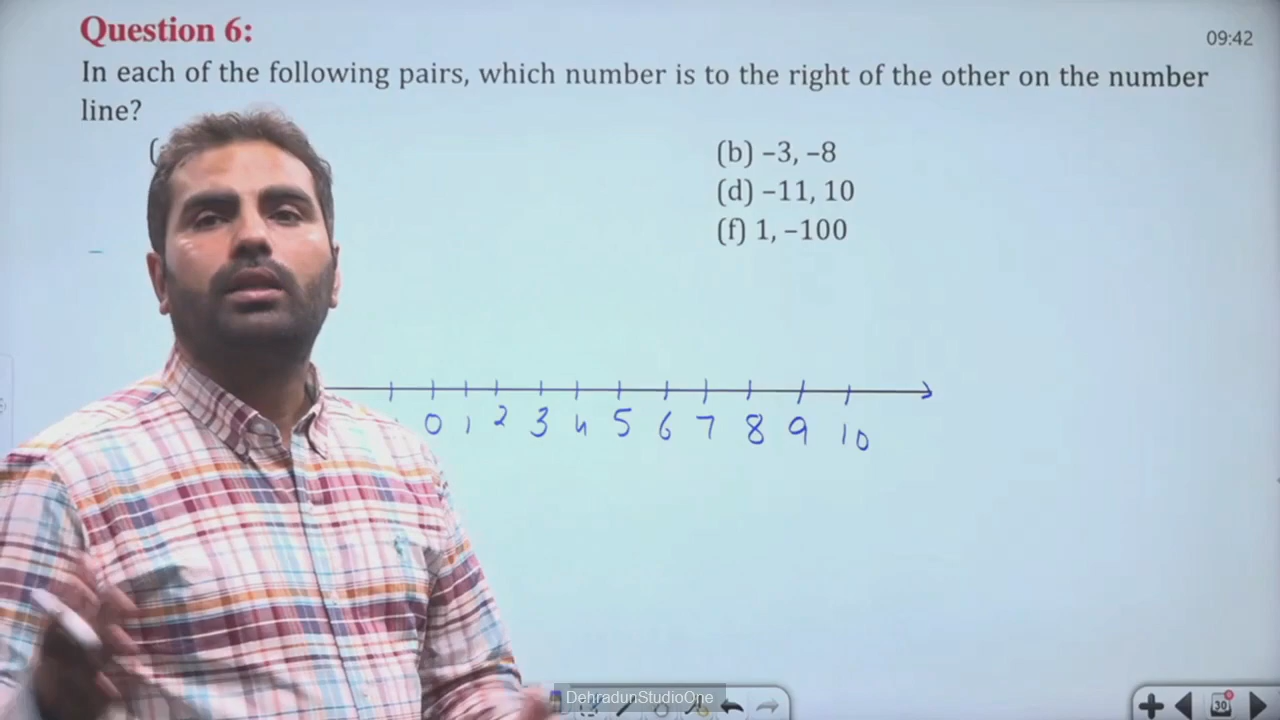 Question 6:
09:42
In each of the following pairs, which number is to the right of the other on the number
line?
(
(b) –3, –8
(d) –11, 10
(f) 1, –100
0 1 2 3 4 5 6 7 8 9 10
DehradunStudioOne
30